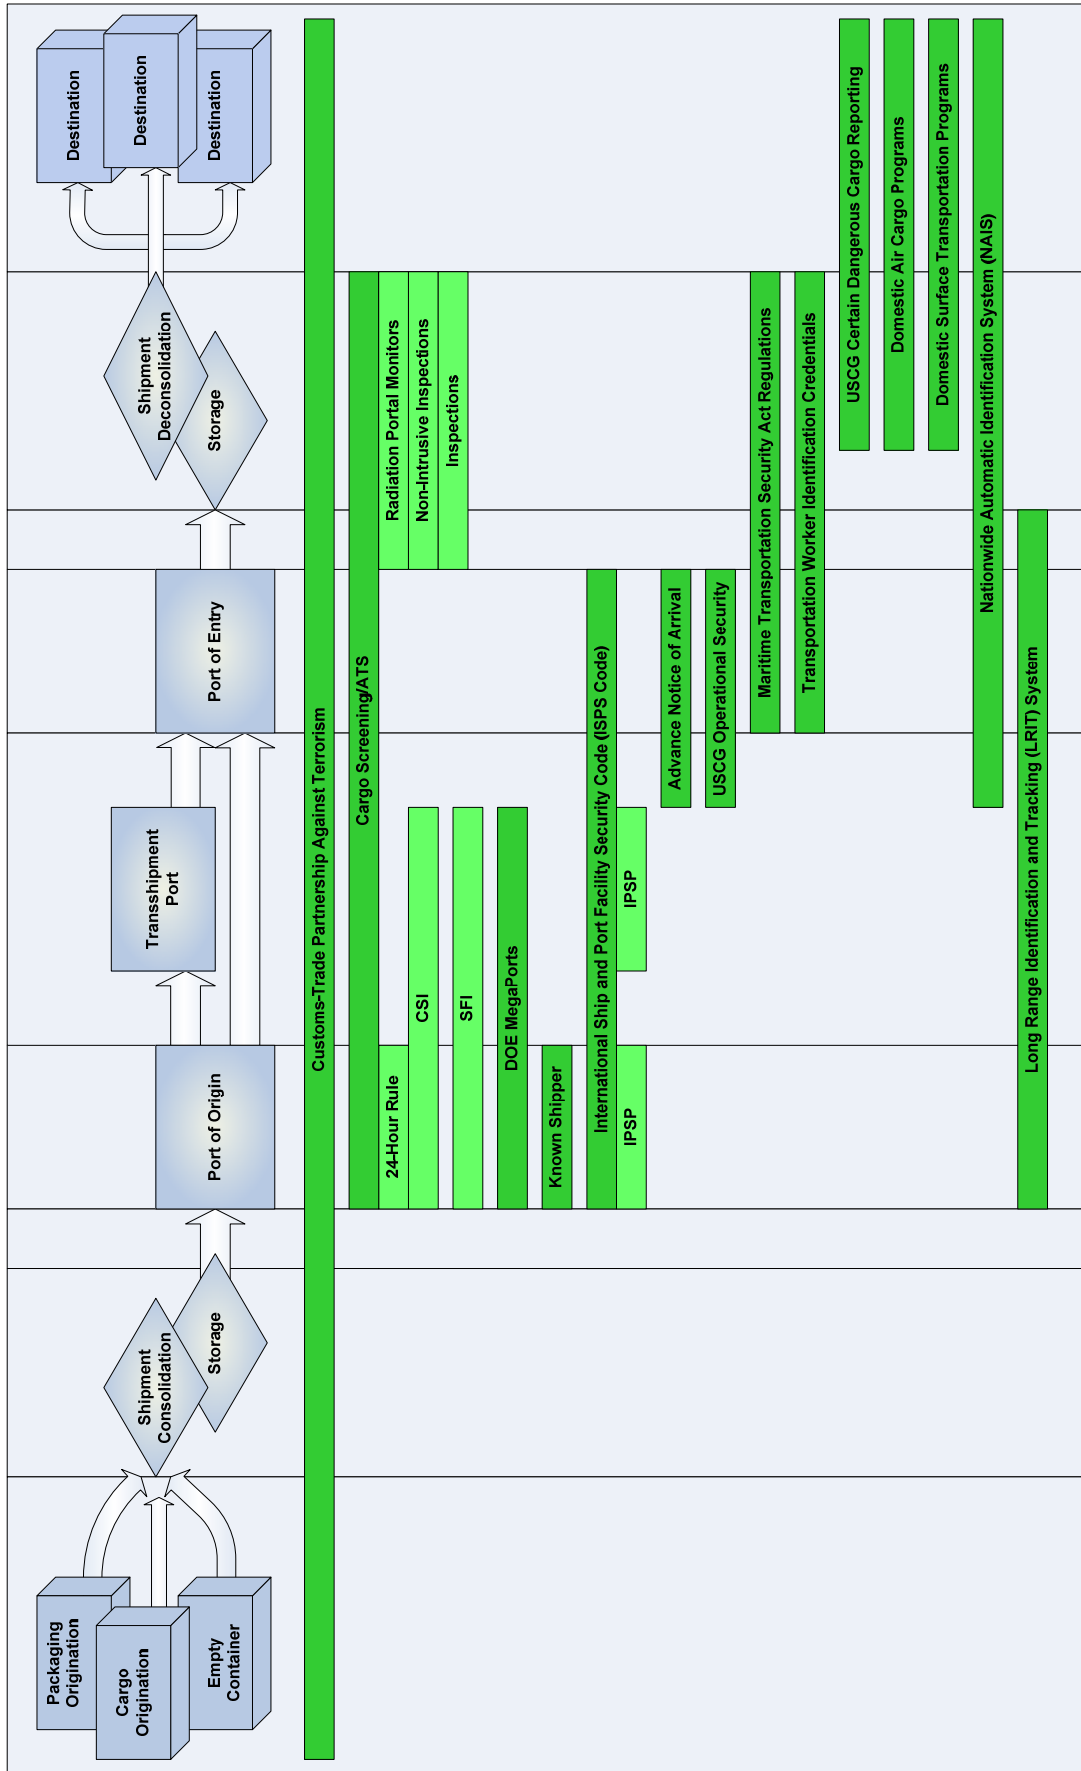 Packaging
Origination
Cargo
Origination
Empty
Container
Shipment
Consolidation
Storage
Port of Origin
Transshipment
Port
Port of Entry
Shipment
Deconsolidation
Storage
Destination
Destination
Destination
Customs-Trade Partnership Against Terrorism
Cargo Screening/ATS
24-Hour Rule
Radiation Portal Monitors
CSI
Non-Intrusive Inspections
Inspections
SFI
DOE MegaPorts
Known Shipper
International Ship and Port Facility Security Code (ISPS Code)
IPSP
IPSP
Advance Notice of Arrival
USCG Operational Security
Maritime Transportation Security Act Regulations
Transportation Worker Identification Credentials
USCG Certain Dangerous Cargo Reporting
Domestic Air Cargo Programs
Domestic Surface Transportation Programs
Nationwide Automatic Identification System (NAIS)
Long Range Identification and Tracking (LRIT) System